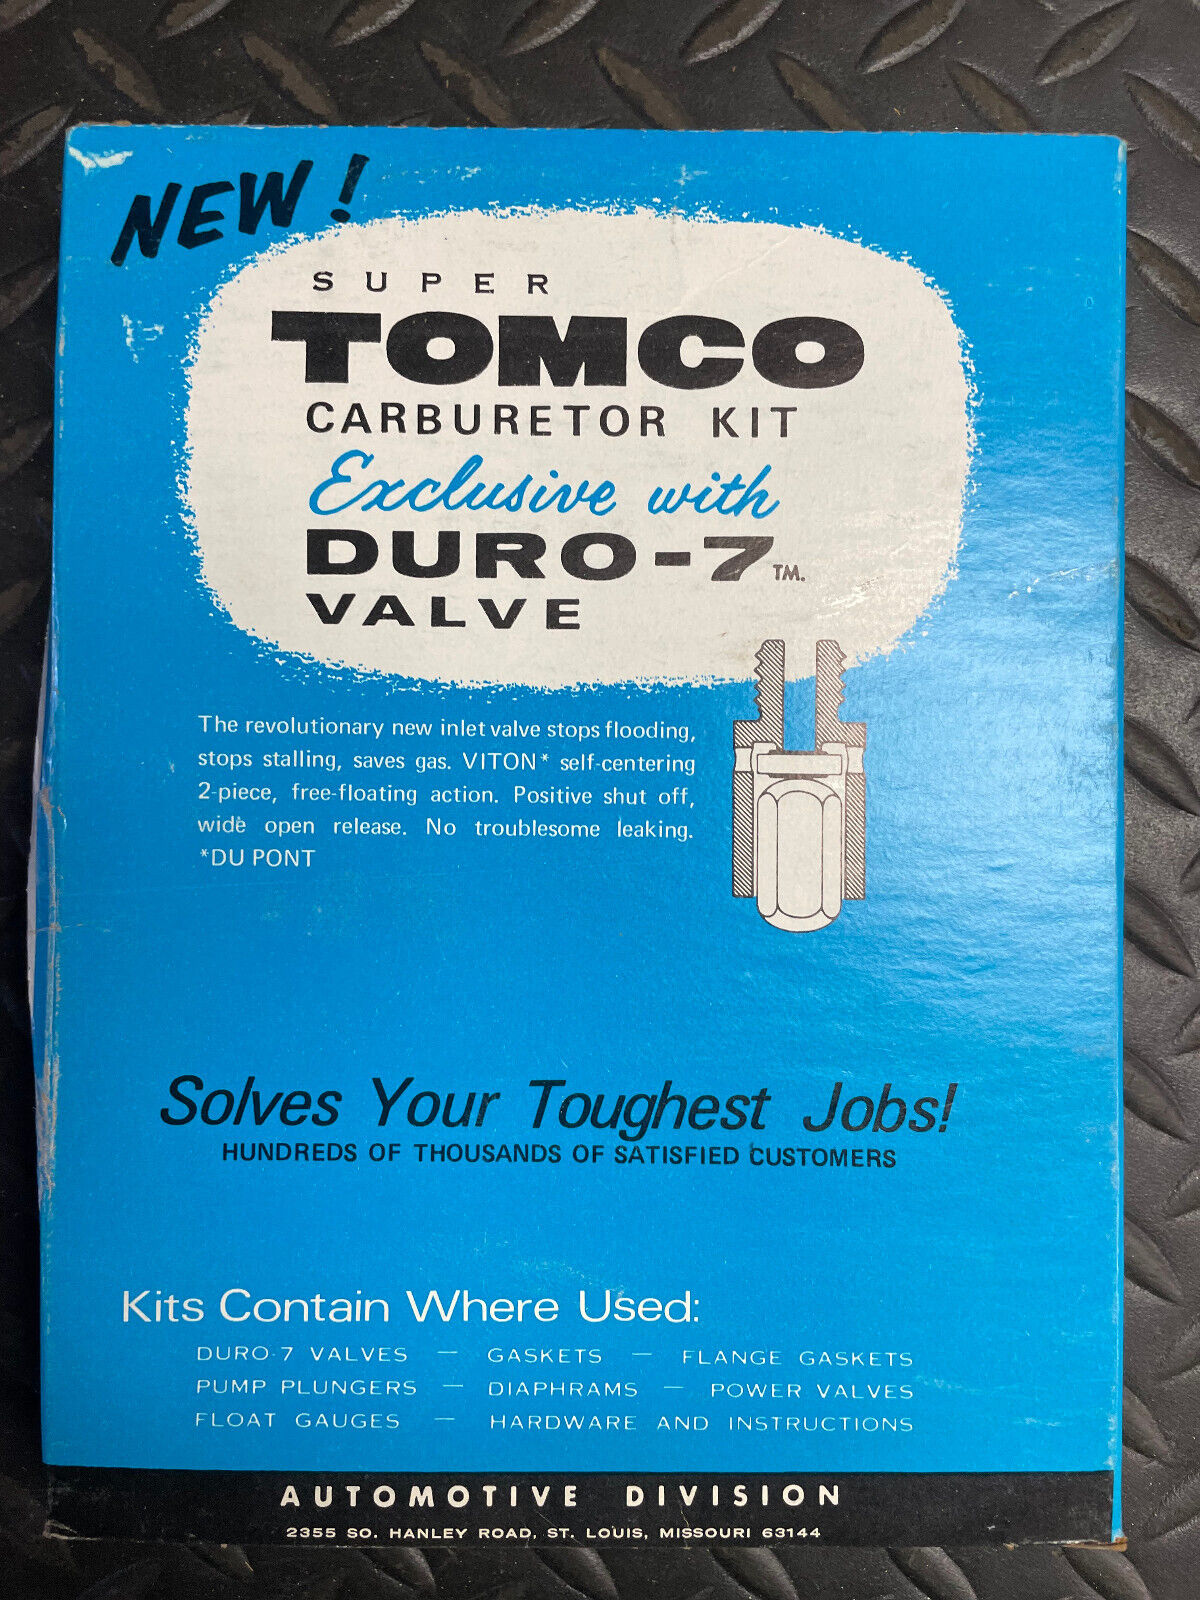 NEW!
SUPER
TOMCO
CARBURETOR KIT
Exclusive with
DURO-7 TM.
VALVE
The revolutionary new inlet valve stops flooding,
stops stalling, saves gas. VITON* self-centering
2-piece, free-floating action. Positive shut off,
wide open release. No troublesome leaking.
*DU PONT
Solves Your Toughest Jobs!
HUNDREDS OF THOUSANDS OF SATISFIED CUSTOMERS
Kits Contain Where Used:
DURO-7 VALVES — GASKETS — FLANGE GASKETS
PUMP PLUNGERS — DIAPHRAMS — POWER VALVES
FLOAT GAUGES — HARDWARE AND INSTRUCTIONS
AUTOMOTIVE DIVISION
2355 SO. HANLEY ROAD, ST. LOUIS, MISSOURI 63144